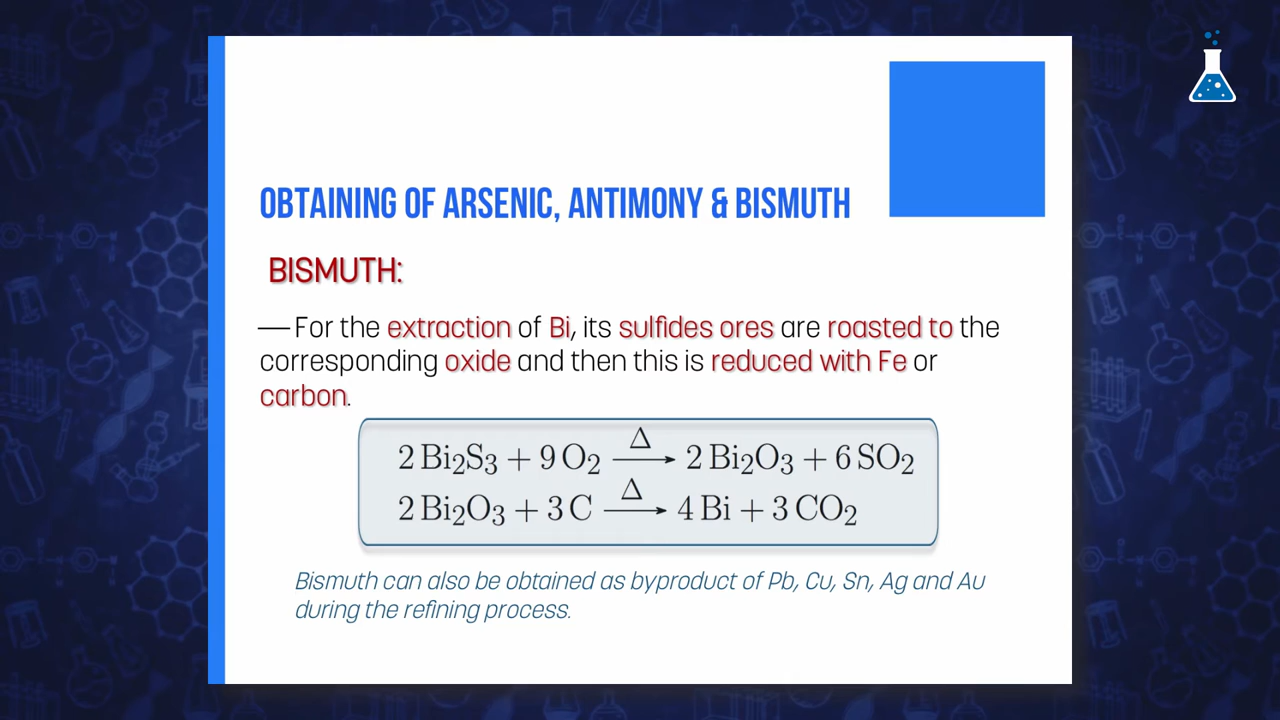 OBTAINING OF ARSENIC, ANTIMONY & BISMUTH
BISMUTH:
— For the extraction of Bi, its sulfides ores are roasted to the
corresponding oxide and then this is reduced with Fe or
carbon.
2 Bi₂S₃ + 9 O₂ —Δ→ 2 Bi₂O₃ + 6 SO₂
2 Bi₂O₃ + 3 C —Δ→ 4 Bi + 3 CO₂
Bismuth can also be obtained as byproduct of Pb, Cu, Sn, Ag and Au
during the refining process.